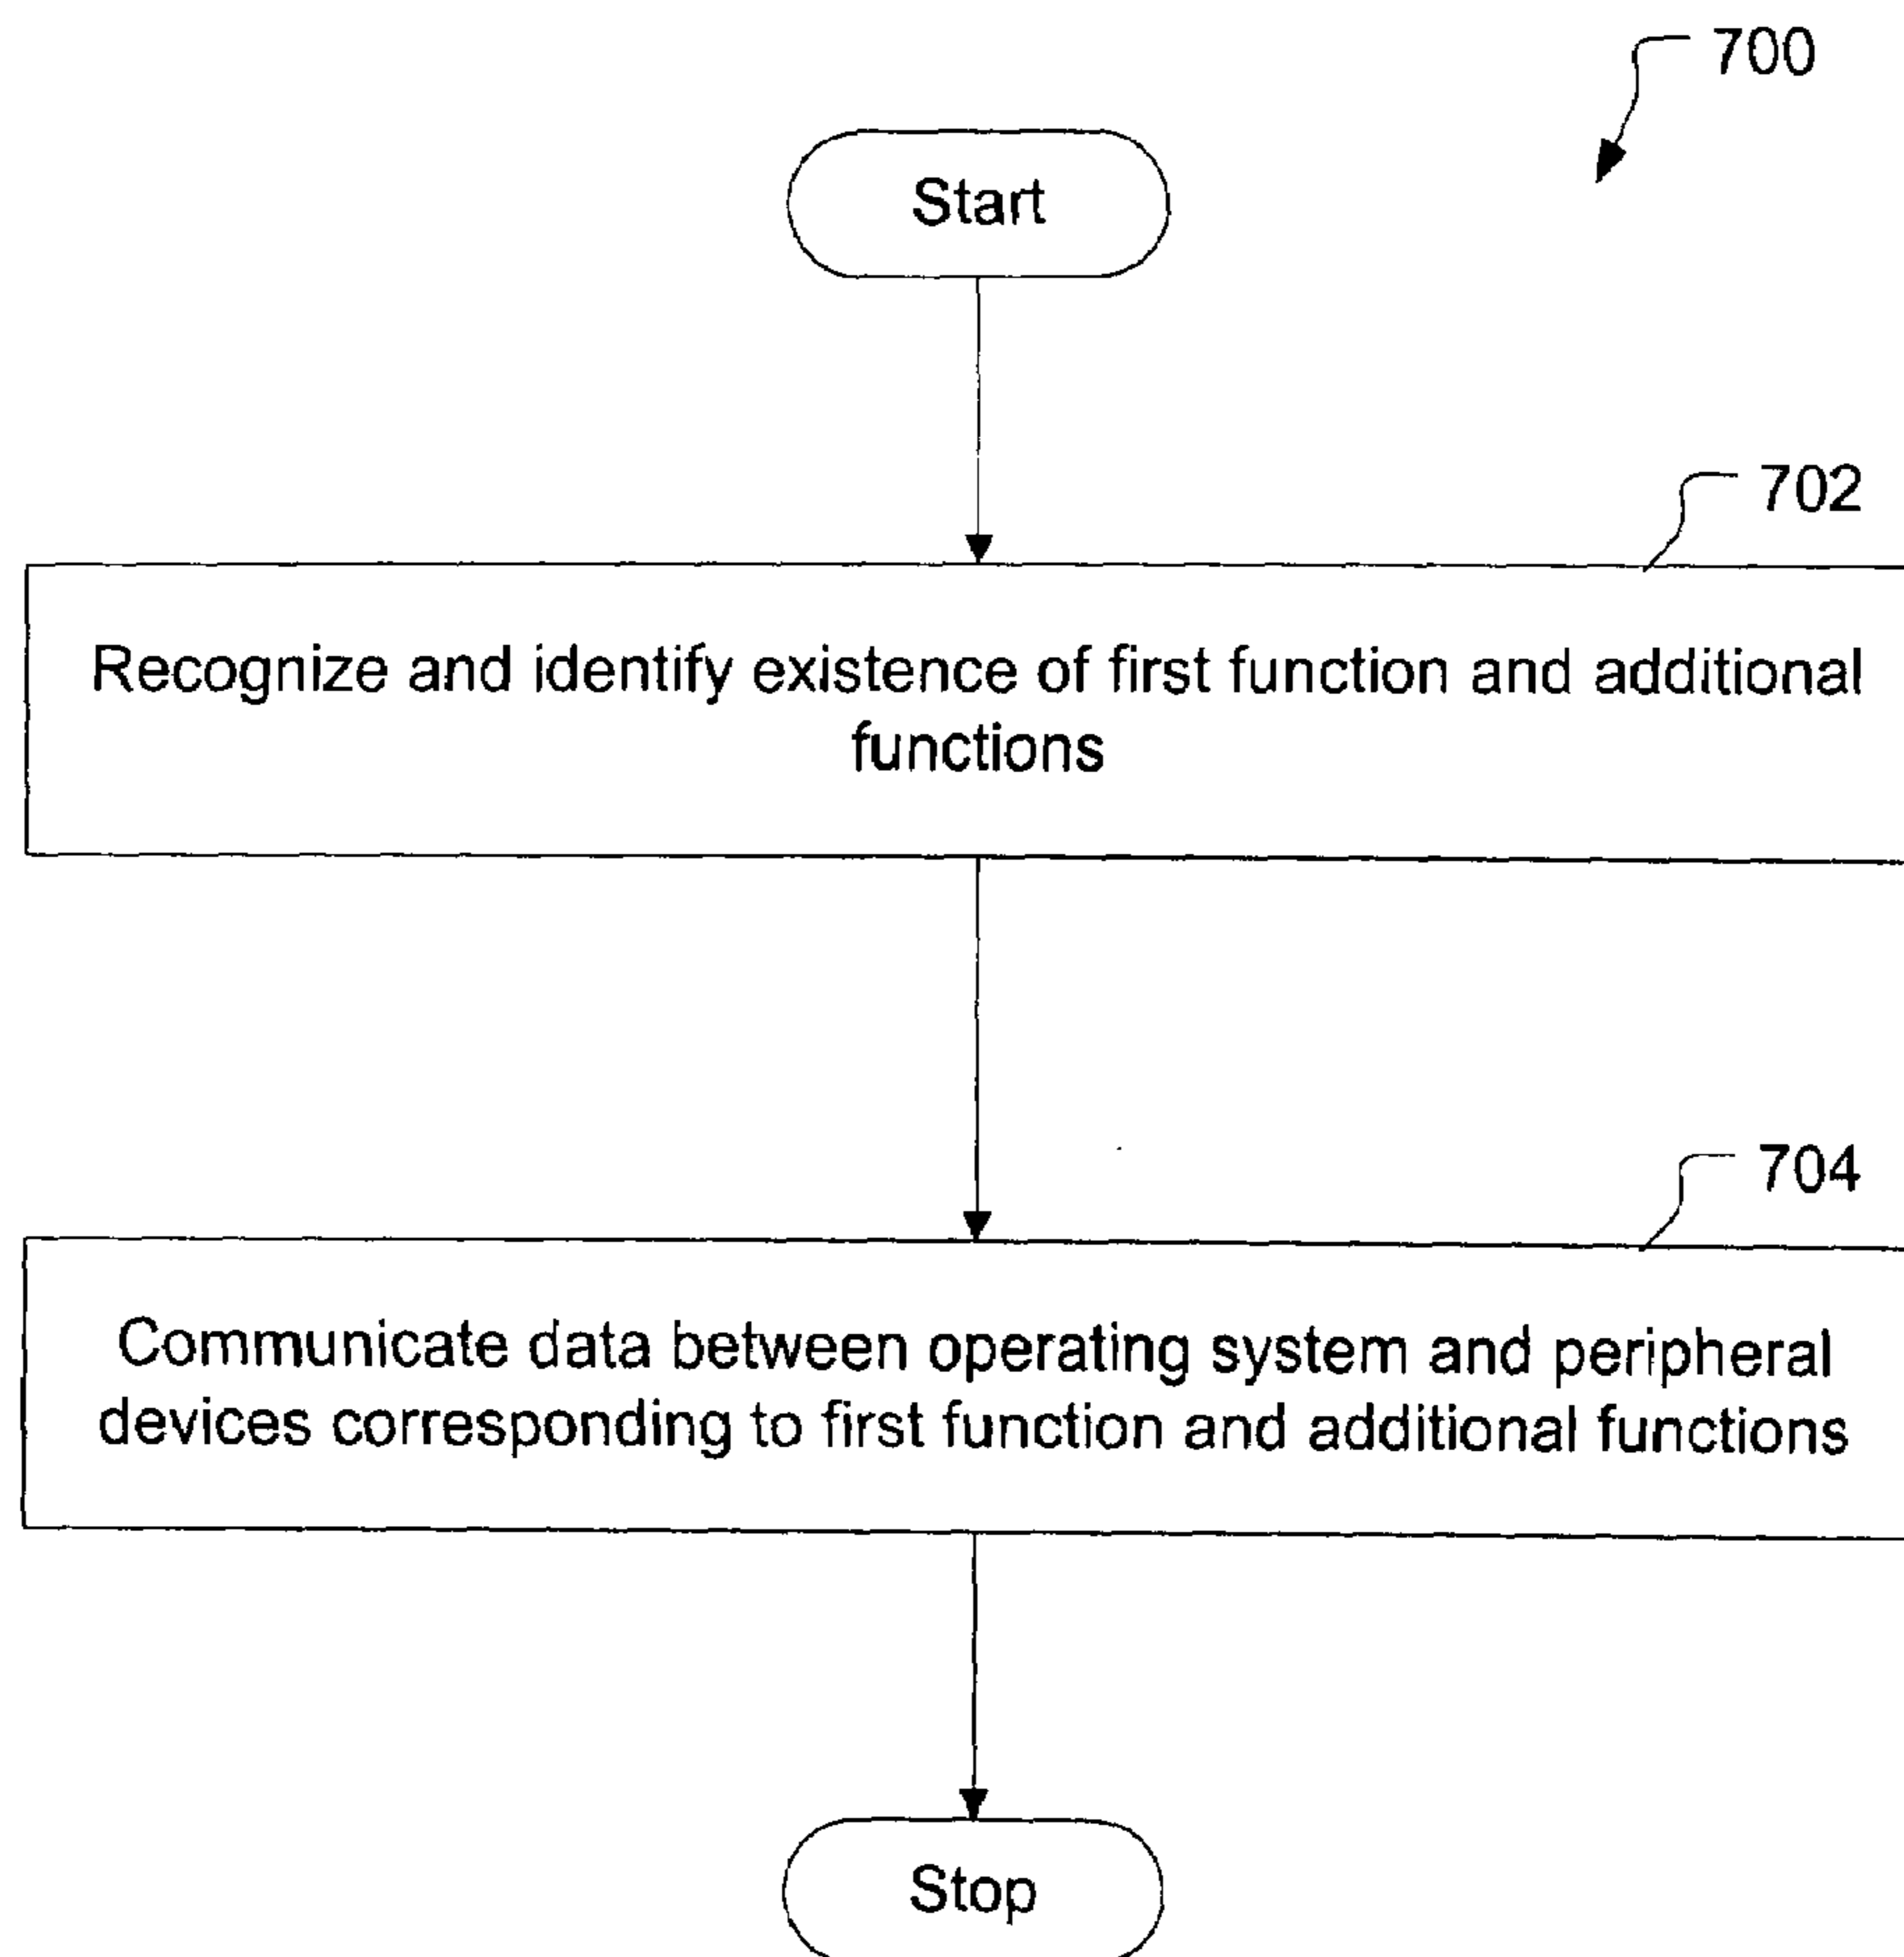 700
Start
702
Recognize and identify existence of first function and additional
functions
704
Communicate data between operating system and peripheral
devices corresponding to first function and additional functions
Stop